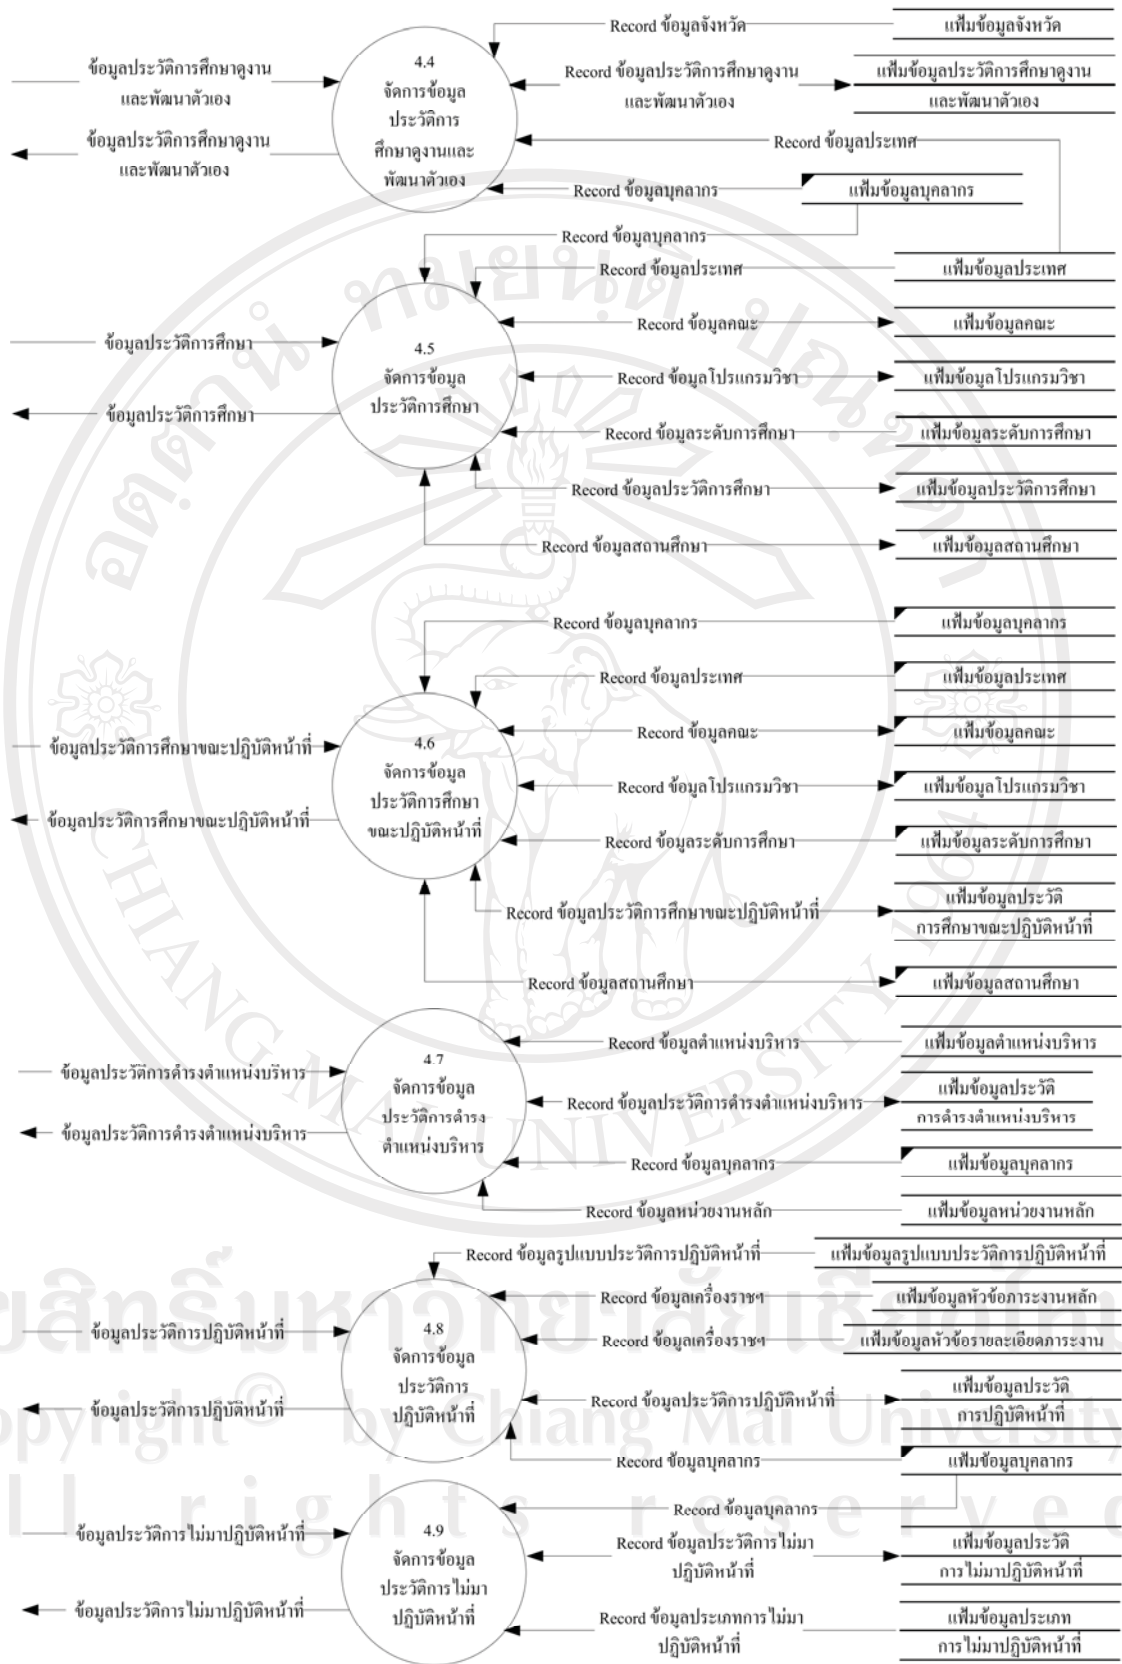 Record ข้อมูลจังหวัด
แฟ้มข้อมูลจังหวัด
4.4
จัดการข้อมูล
ประวัติการ
ศึกษาดูงานและ
พัฒนาตัวเอง
ข้อมูลประวัติการศึกษาดูงาน
และพัฒนาตัวเอง
ข้อมูลประวัติการศึกษาดูงาน
และพัฒนาตัวเอง
Record ข้อมูลประวัติการศึกษาดูงาน
และพัฒนาตัวเอง
แฟ้มข้อมูลประวัติการศึกษาดูงาน
และพัฒนาตัวเอง
Record ข้อมูลประเทศ
Record ข้อมูลบุคลากร
แฟ้มข้อมูลบุคลากร
Record ข้อมูลบุคลากร
Record ข้อมูลประเทศ
แฟ้มข้อมูลประเทศ
4.5
จัดการข้อมูล
ประวัติการศึกษา
ข้อมูลประวัติการศึกษา
ข้อมูลประวัติการศึกษา
Record ข้อมูลคณะ
แฟ้มข้อมูลคณะ
Record ข้อมูลโปรแกรมวิชา
แฟ้มข้อมูลโปรแกรมวิชา
Record ข้อมูลระดับการศึกษา
แฟ้มข้อมูลระดับการศึกษา
Record ข้อมูลประวัติการศึกษา
แฟ้มข้อมูลประวัติการศึกษา
Record ข้อมูลสถานศึกษา
แฟ้มข้อมูลสถานศึกษา
Record ข้อมูลบุคลากร
แฟ้มข้อมูลบุคลากร
Record ข้อมูลประเทศ
แฟ้มข้อมูลประเทศ
4.6
จัดการข้อมูล
ประวัติการศึกษา
ขณะปฏิบัติหน้าที่
ข้อมูลประวัติการศึกษาขณะปฏิบัติหน้าที่
ข้อมูลประวัติการศึกษาขณะปฏิบัติหน้าที่
Record ข้อมูลคณะ
แฟ้มข้อมูลคณะ
Record ข้อมูลโปรแกรมวิชา
แฟ้มข้อมูลโปรแกรมวิชา
Record ข้อมูลระดับการศึกษา
แฟ้มข้อมูลระดับการศึกษา
Record ข้อมูลประวัติการศึกษาขณะปฏิบัติหน้าที่
แฟ้มข้อมูลประวัติ
การศึกษาขณะปฏิบัติหน้าที่
Record ข้อมูลสถานศึกษา
แฟ้มข้อมูลสถานศึกษา
4.7
จัดการข้อมูล
ประวัติการดำรง
ตำแหน่งบริหาร
ข้อมูลประวัติการดำรงตำแหน่งบริหาร
ข้อมูลประวัติการดำรงตำแหน่งบริหาร
Record ข้อมูลตำแหน่งบริหาร
แฟ้มข้อมูลตำแหน่งบริหาร
Record ข้อมูลประวัติการดำรงตำแหน่งบริหาร
แฟ้มข้อมูลประวัติ
การดำรงตำแหน่งบริหาร
Record ข้อมูลบุคลากร
แฟ้มข้อมูลบุคลากร
Record ข้อมูลหน่วยงานหลัก
แฟ้มข้อมูลหน่วยงานหลัก
Record ข้อมูลรูปแบบประวัติการปฏิบัติหน้าที่
แฟ้มข้อมูลรูปแบบประวัติการปฏิบัติหน้าที่
4.8
จัดการข้อมูล
ประวัติการ
ปฏิบัติหน้าที่
ข้อมูลประวัติการปฏิบัติหน้าที่
ข้อมูลประวัติการปฏิบัติหน้าที่
Record ข้อมูลเครื่องราชฯ
แฟ้มข้อมูลหัวข้อภาระงานหลัก
Record ข้อมูลเครื่องราชฯ
แฟ้มข้อมูลหัวข้อรายละเอียดภาระงาน
Record ข้อมูลประวัติการปฏิบัติหน้าที่
แฟ้มข้อมูลประวัติ
การปฏิบัติหน้าที่
Record ข้อมูลบุคลากร
แฟ้มข้อมูลบุคลากร
Record ข้อมูลบุคลากร
4.9
จัดการข้อมูล
ประวัติการไม่มา
ปฏิบัติหน้าที่
ข้อมูลประวัติการไม่มาปฏิบัติหน้าที่
ข้อมูลประวัติการไม่มาปฏิบัติหน้าที่
Record ข้อมูลประวัติการไม่มา
ปฏิบัติหน้าที่
แฟ้มข้อมูลประวัติ
การไม่มาปฏิบัติหน้าที่
Record ข้อมูลประเภทการไม่มา
ปฏิบัติหน้าที่
แฟ้มข้อมูลประเภท
การไม่มาปฏิบัติหน้าที่
CHIANG MAI UNIVERSITY 1964
by Chiang Mai University
rights reserved